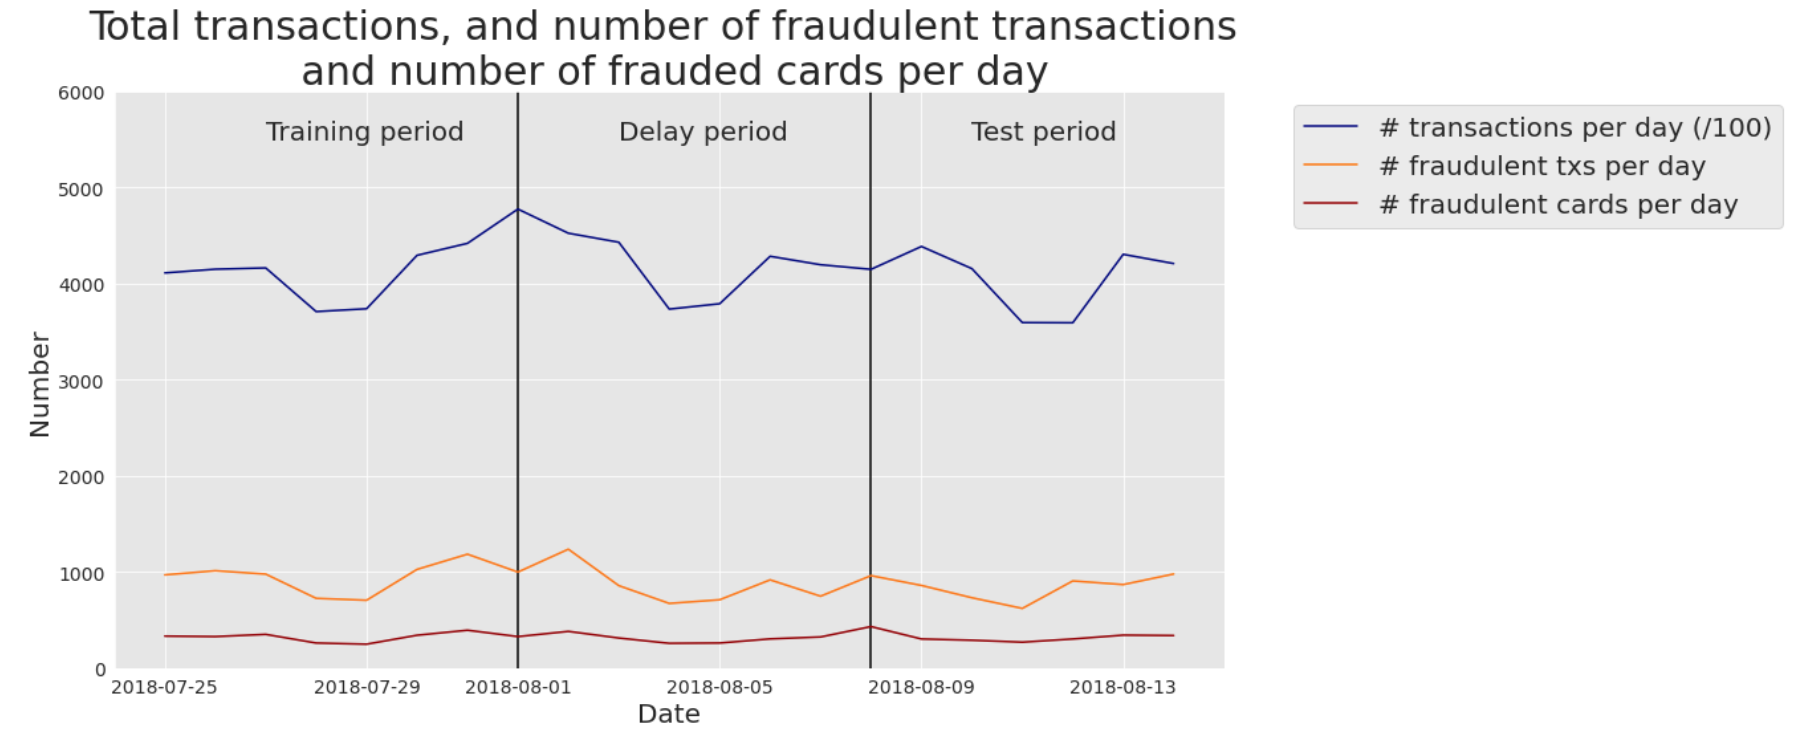 Total transactions, and number of fraudulent transactions
and number of frauded cards per day
6000
5000
4000
3000
2000
1000
0
Number
Training period
Delay period
Test period
2018-07-25
2018-07-29
2018-08-01
2018-08-05
2018-08-09
2018-08-13
Date
# transactions per day (/100)
# fraudulent txs per day
# fraudulent cards per day